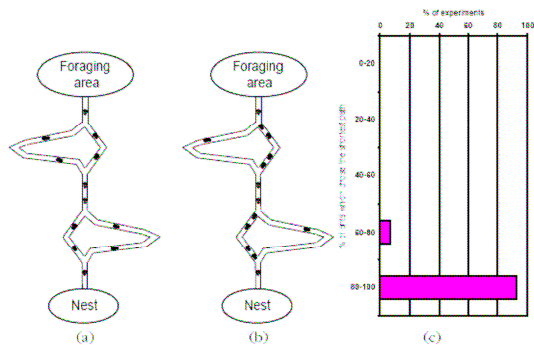 Foraging
area
Nest
(a)
Foraging
area
Nest
(b)
% of experiments
0 20 40 60 80
0-20
20-40
40-60
60-80
80-100
(c)